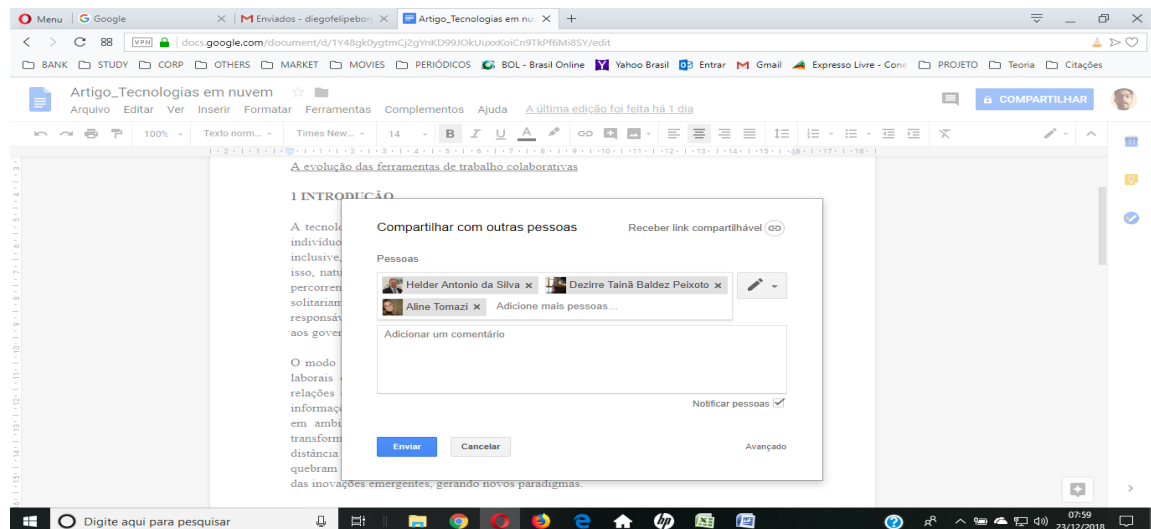 Menu
Google
Enviados - diegofelipebor
Artigo_Tecnologias em nu
VPN
docs.google.com/document/d/1Y48gk0ygtmCj2gYnKD99JOkUuxxKoiCn9TkPf6Mi8SY/edit
BANK STUDY CORP OTHERS MARKET MOVIES PERIÓDICOS BOL - Brasil Online Yahoo Brasil Entrar Gmail Expresso Livre - Cone PROJETO Teoria Citações
Artigo_Tecnologias em nuvem
COMPARTILHAR
Arquivo Editar Ver Inserir Formatar Ferramentas Complementos Ajuda A última edição foi feita há 1 dia
100% Texto norm... Times New... 14 B I U A
A evolução das ferramentas de trabalho colaborativas
1 INTRODUÇÃO
A tecnol
indivíduo
inclusive,
isso, natu
percorren
solitariam
responsáv
aos gover
O modo
laborais
relações
informaç
em ambi
transform
distância
quebram
das inovações emergentes, gerando novos paradigmas.
Compartilhar com outras pessoas
Receber link compartilhável
Pessoas
Helder Antonio da Silva × Dezirre Tainã Baldez Peixoto ×
Aline Tomazi × Adicione mais pessoas...
Adicionar um comentário
Notificar pessoas
Enviar
Cancelar
Avançado
Digite aqui para pesquisar
07:59
23/12/2018